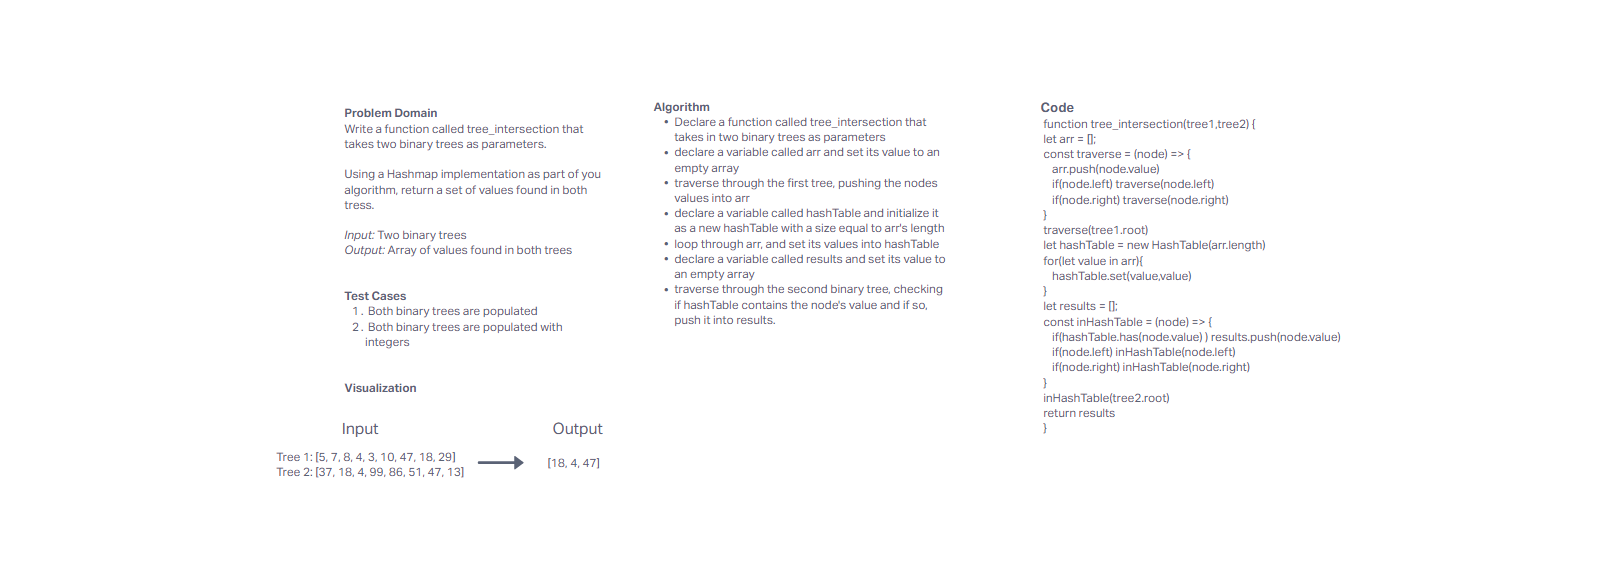 Problem Domain
Write a function called tree_intersection that
takes two binary trees as parameters.
Using a Hashmap implementation as part of you
algorithm, return a set of values found in both
tress.
Input: Two binary trees
Output: Array of values found in both trees
Test Cases
1. Both binary trees are populated
2. Both binary trees are populated with
integers
Visualization
Input
Output
Tree 1: [5, 7, 8, 4, 3, 10, 47, 18, 29]
Tree 2: [37, 18, 4, 99, 86, 51, 47, 13]
[18, 4, 47]
Algorithm
• Declare a function called tree_intersection that
takes in two binary trees as parameters
• declare a variable called arr and set its value to an
empty array
• traverse through the first tree, pushing the nodes
values into arr
• declare a variable called hashTable and initialize it
as a new hashTable with a size equal to arr's length
• loop through arr, and set its values into hashTable
• declare a variable called results and set its value to
an empty array
• traverse through the second binary tree, checking
if hashTable contains the node's value and if so,
push it into results.
Code
function tree_intersection(tree1,tree2) {
let arr = [];
const traverse = (node) => {
arr.push(node.value)
if(node.left) traverse(node.left)
if(node.right) traverse(node.right)
}
traverse(tree1.root)
let hashTable = new HashTable(arr.length)
for(let value in arr){
hashTable.set(value,value)
}
let results = [];
const inHashTable = (node) => {
if(hashTable.has(node.value) ) results.push(node.value)
if(node.left) inHashTable(node.left)
if(node.right) inHashTable(node.right)
}
inHashTable(tree2.root)
return results
}